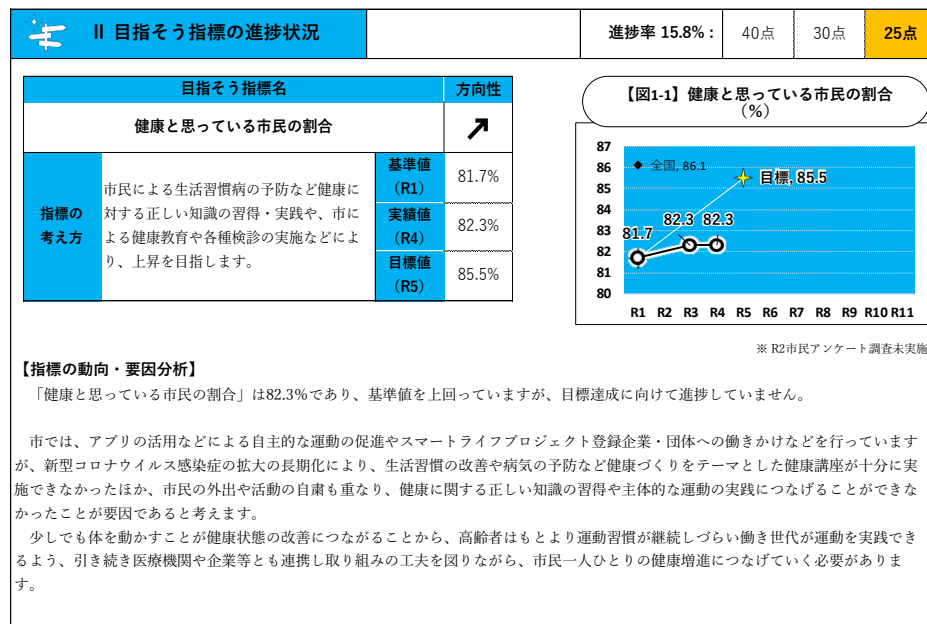 Ⅱ 目指そう指標の進捗状況
進捗率 15.8% :
40点
30点
25点
目指そう指標名
方向性
健康と思っている市民の割合
指標の
考え方
市民による生活習慣病の予防など健康に
対する正しい知識の習得・実践や、市に
よる健康教育や各種検診の実施などによ
り、上昇を目指します。
基準値
（R1）
81.7%
実績値
（R4）
82.3%
目標値
（R5）
85.5%
【図1-1】健康と思っている市民の割合
（%）
87
86
85
84
83
82
81
80
全国, 86.1
目標, 85.5
81.7
82.3
82.3
R1 R2 R3 R4 R5 R6 R7 R8 R9 R10 R11
※ R2市民アンケート調査未実施
【指標の動向・要因分析】
「健康と思っている市民の割合」は82.3%であり、基準値を上回っていますが、目標達成に向けて進捗していません。
市では、アプリの活用などによる自主的な運動の促進やスマートライフプロジェクト登録企業・団体への働きかけなどを行っています
が、新型コロナウイルス感染症の拡大の長期化により、生活習慣の改善や病気の予防など健康づくりをテーマとした健康講座が十分に実
施できなかったほか、市民の外出や活動の自粛も重なり、健康に関する正しい知識の習得や主体的な運動の実践につなげることができな
かったことが要因であると考えます。
少しでも体を動かすことが健康状態の改善につながることから、高齢者はもとより運動習慣が継続しづらい働き世代が運動を実践でき
るよう、引き続き医療機関や企業等とも連携し取り組みの工夫を図りながら、市民一人ひとりの健康増進につなげていく必要がありま
す。